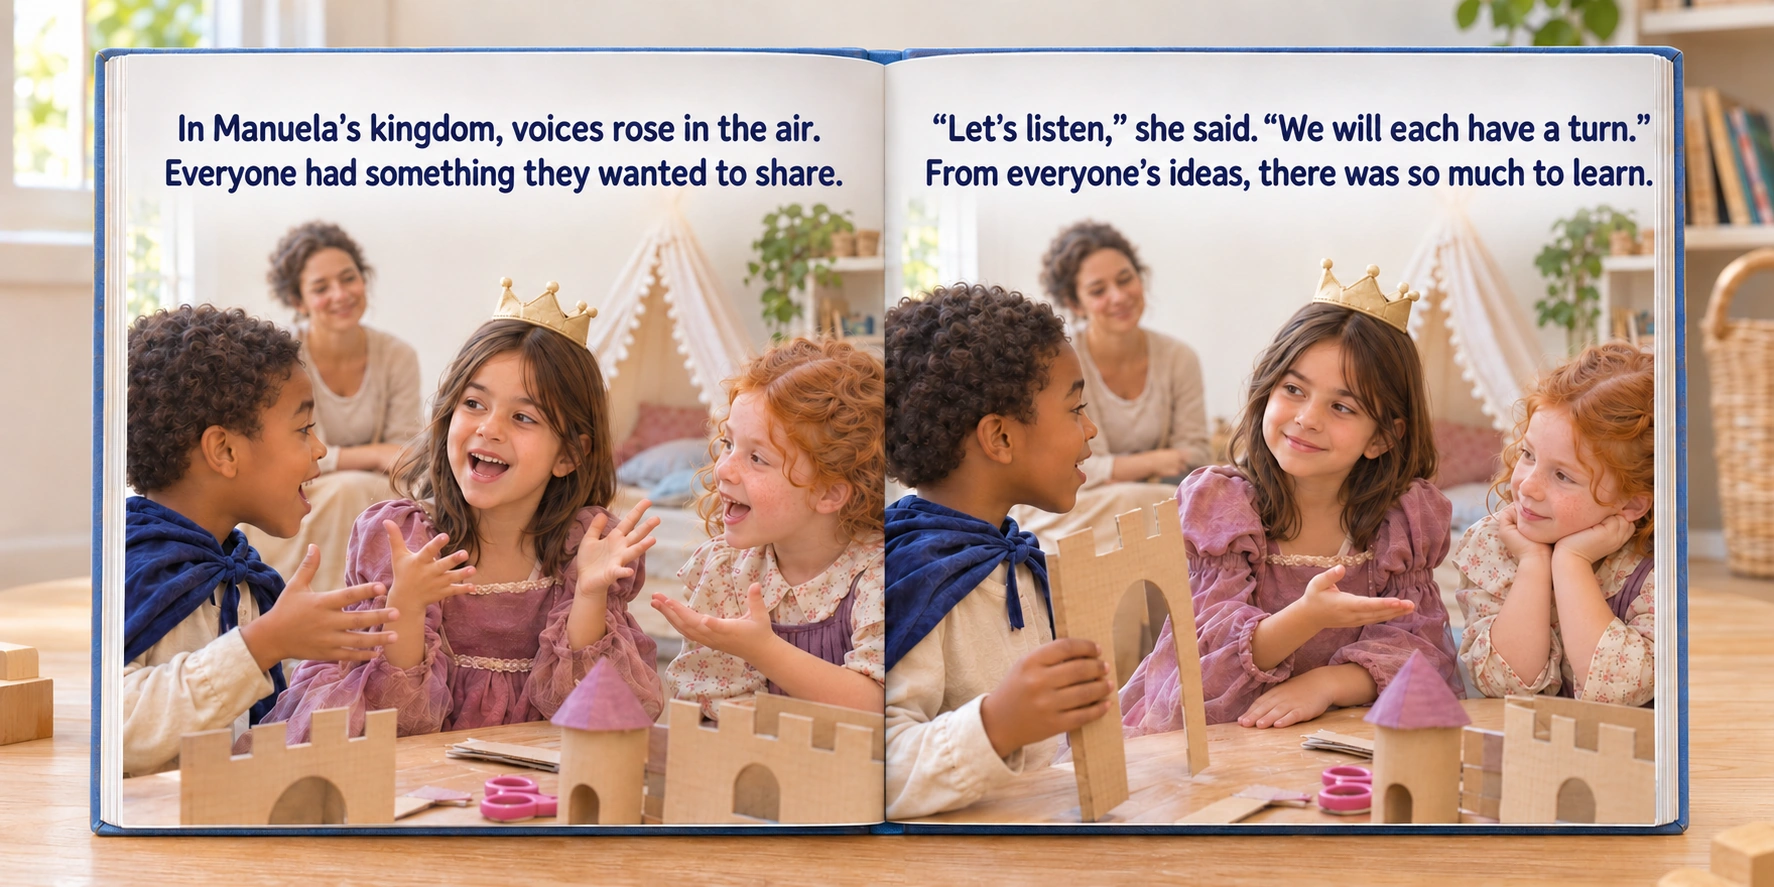 In Manuela’s kingdom, voices rose in the air.
Everyone had something they wanted to share.
“Let’s listen,” she said. “We will each have a turn.”
From everyone’s ideas, there was so much to learn.